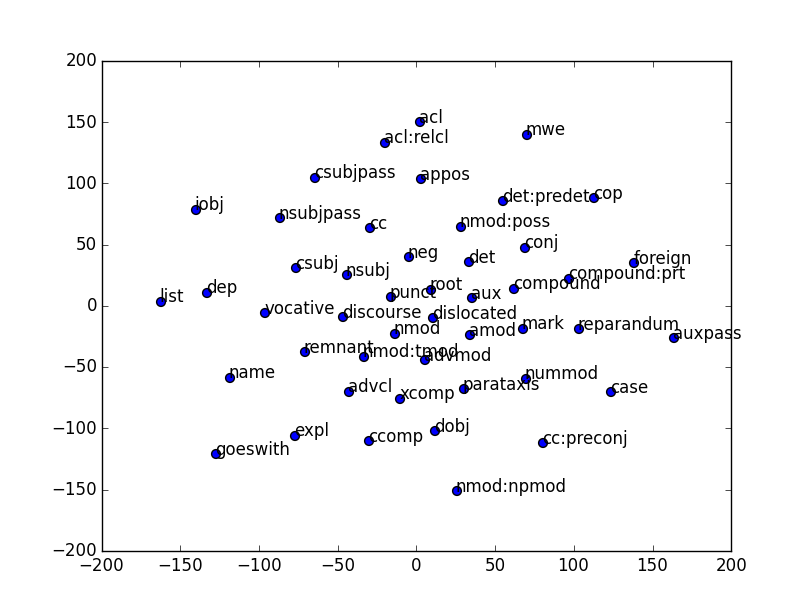 200
acl
mwe
150
acl:relcl
csubjpass
appos
100
det:predet
cop
iobj
nsubjpass
cc
nmod:poss
50
neg
conj
det
foreign
csubj
nsubj
compound:prt
dep
punct
root
compound
list
aux
0
vocative
discourse
dislocated
nmod
amod
mark
reparandum
auxpass
remnant
nmod:tmod
advmod
−50
name
advcl
xcomp
parataxis
nummod
case
−100
expl
ccomp
dobj
cc:preconj
goeswith
−150
nmod:npmod
−200
−200 −150 −100 −50 0 50 100 150 200